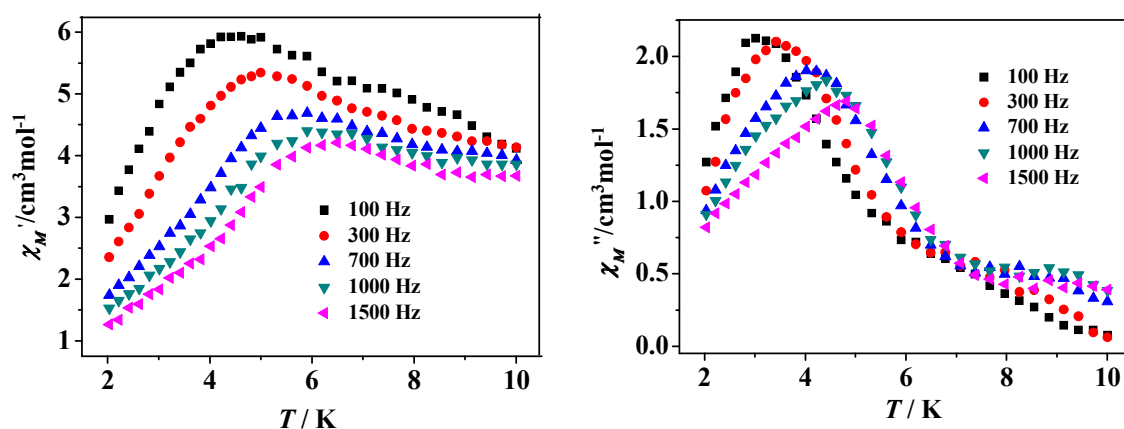 6
5
4
3
2
1
χM'/cm³mol⁻¹
100 Hz
300 Hz
700 Hz
1000 Hz
1500 Hz
2 4 6 8 10
T / K
2.0
1.5
1.0
0.5
0.0
χM''/cm³mol⁻¹
100 Hz
300 Hz
700 Hz
1000 Hz
1500 Hz
2 4 6 8 10
T / K